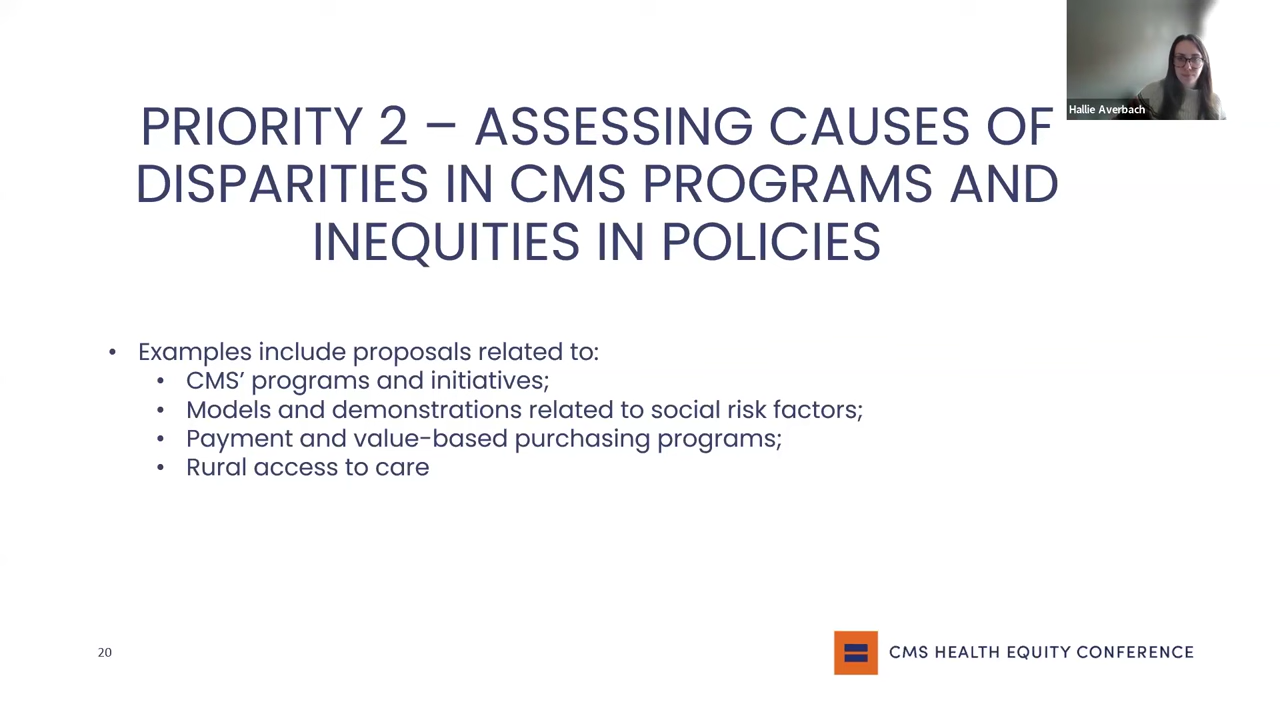 Hallie Averbach
PRIORITY 2 – ASSESSING CAUSES OF
DISPARITIES IN CMS PROGRAMS AND
INEQUITIES IN POLICIES
• Examples include proposals related to:
• CMS’ programs and initiatives;
• Models and demonstrations related to social risk factors;
• Payment and value-based purchasing programs;
• Rural access to care
20
CMS HEALTH EQUITY CONFERENCE